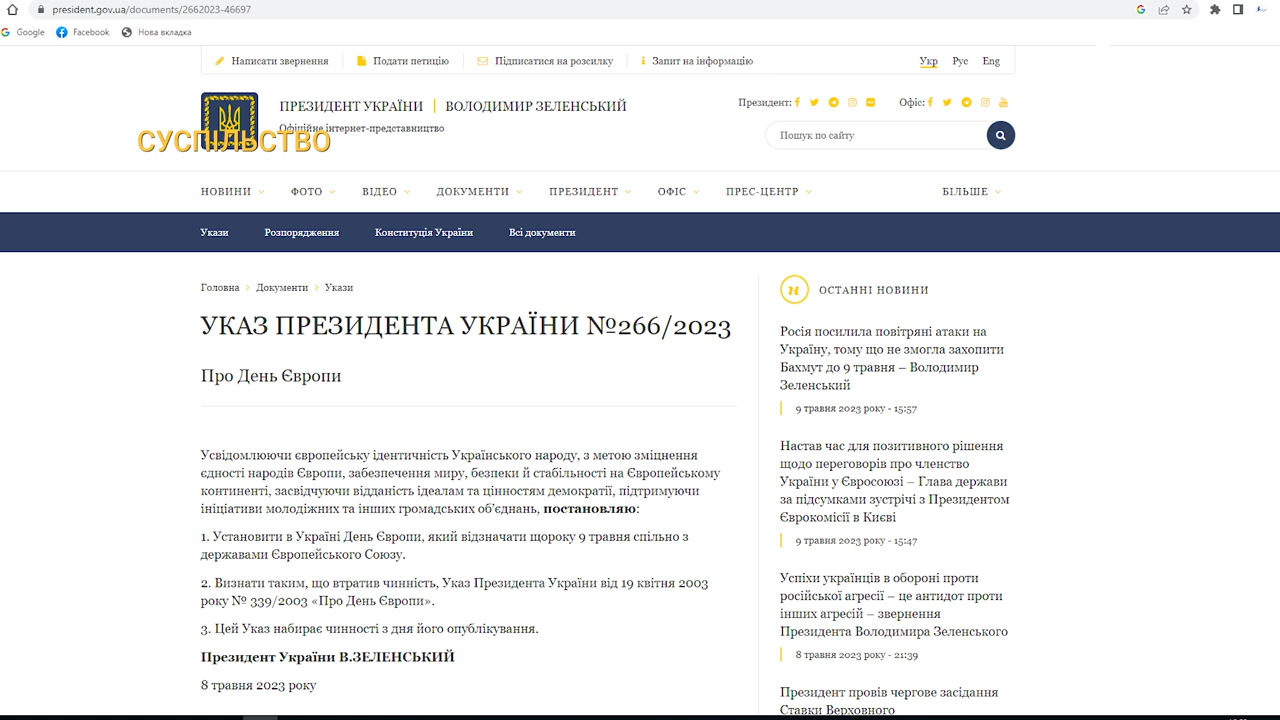 president.gov.ua/documents/2662023-46697
Google Facebook Нова вкладка
Написати звернення Подати петицію Підписатися на розсилку Запит на інформацію Укр Рус Eng
ПРЕЗИДЕНТ УКРАЇНИ ВОЛОДИМИР ЗЕЛЕНСЬКИЙ
Офіційне інтернет-представництво
СУСПІЛЬСТВО
Президент: Офіс:
Пошук по сайту
НОВИНИ ФОТО ВІДЕО ДОКУМЕНТИ ПРЕЗИДЕНТ ОФІС ПРЕС-ЦЕНТР БІЛЬШЕ
Укази Розпорядження Конституція України Всі документи
Головна Документи Укази
УКАЗ ПРЕЗИДЕНТА УКРАЇНИ №266/2023
Про День Європи
Усвідомлюючи європейську ідентичність Українського народу, з метою зміцнення
єдності народів Європи, забезпечення миру, безпеки й стабільності на Європейському
континенті, засвідчуючи відданість ідеалам та цінностям демократії, підтримуючи
ініціативи молодіжних та інших громадських об'єднань, постановляю:
1. Установити в Україні День Європи, який відзначати щороку 9 травня спільно з
державами Європейського Союзу.
2. Визнати таким, що втратив чинність, Указ Президента України від 19 квітня 2003
року № 339/2003 «Про День Європи».
3. Цей Указ набирає чинності з дня його опублікування.
Президент України В.ЗЕЛЕНСЬКИЙ
8 травня 2023 року
н ОСТАННІ НОВИНИ
Росія посилила повітряні атаки на
Україну, тому що не змогла захопити
Бахмут до 9 травня – Володимир
Зеленський
9 травня 2023 року - 15:57
Настав час для позитивного рішення
щодо переговорів про членство
України у Євросоюзі – Глава держави
за підсумками зустрічі з Президентом
Єврокомісії в Києві
9 травня 2023 року - 15:47
Успіхи українців в обороні проти
російської агресії – це антидот проти
інших агресій – звернення
Президента Володимира Зеленського
8 травня 2023 року - 21:39
Президент провів чергове засідання
Ставки Верховного